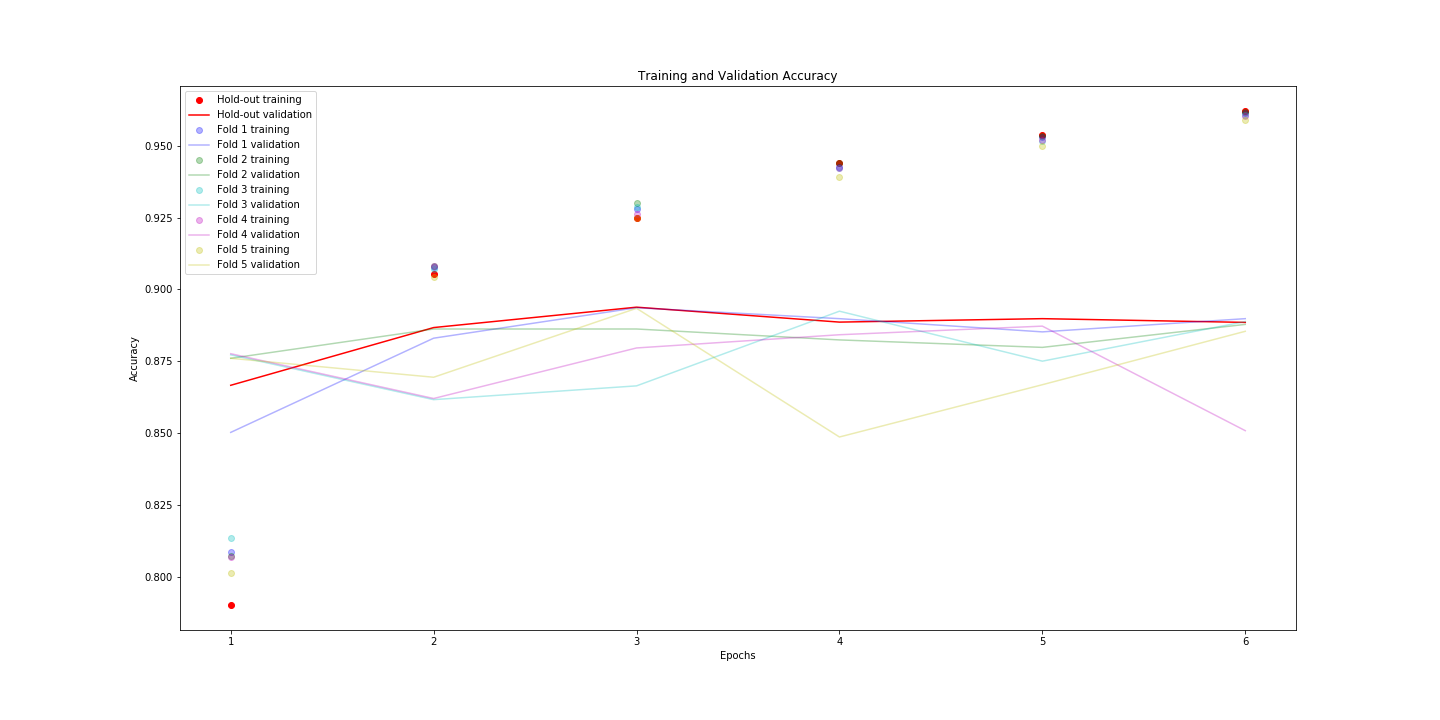 Training and Validation Accuracy
Hold-out training
Hold-out validation
Fold 1 training
Fold 1 validation
Fold 2 training
Fold 2 validation
Fold 3 training
Fold 3 validation
Fold 4 training
Fold 4 validation
Fold 5 training
Fold 5 validation
0.950
0.925
0.900
0.875
0.850
0.825
0.800
Accuracy
1 2 3 4 5 6
Epochs